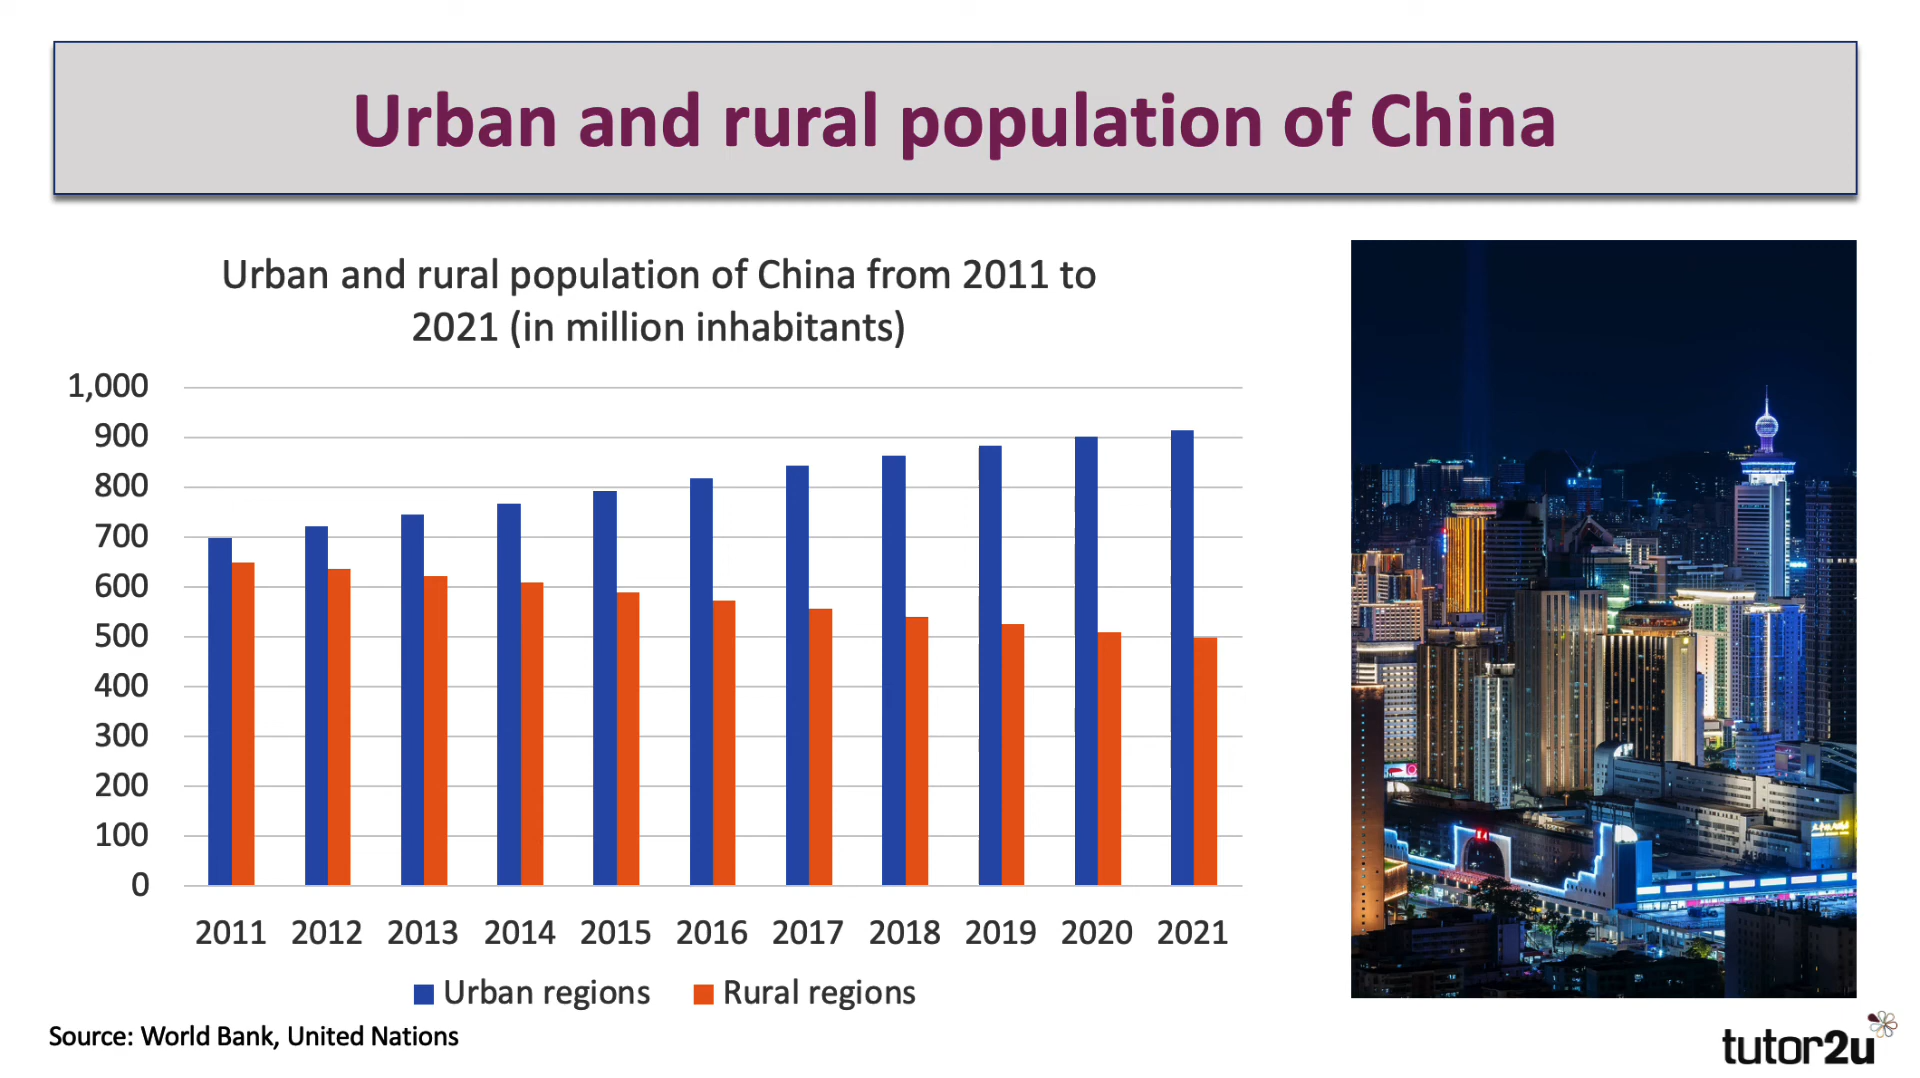 Urban and rural population of China
Urban and rural population of China from 2011 to
2021 (in million inhabitants)
1,000
900
800
700
600
500
400
300
200
100
0
2011 2012 2013 2014 2015 2016 2017 2018 2019 2020 2021
Urban regions Rural regions
Source: World Bank, United Nations
tutor2u